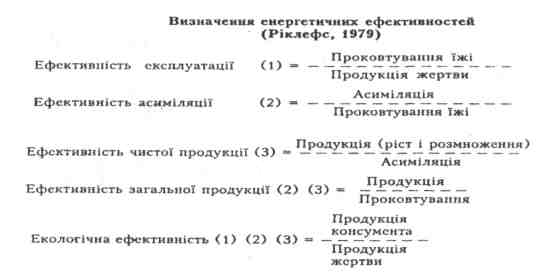 Визначення енергетичних ефективностей
(Ріклефс, 1979)
Ефективність експлуатації (1) = Проковтування їжі
Продукція жертви
Ефективність асиміляції (2) = Асиміляція
Проковтування їжі
Ефективність чистої продукції (3) = Продукція (ріст і розмноження)
Асиміляція
Ефективність загальної продукції (2) (3) = Продукція
Проковтування
Екологічна ефективність (1) (2) (3) = Продукція
консумента
Продукція
жертви